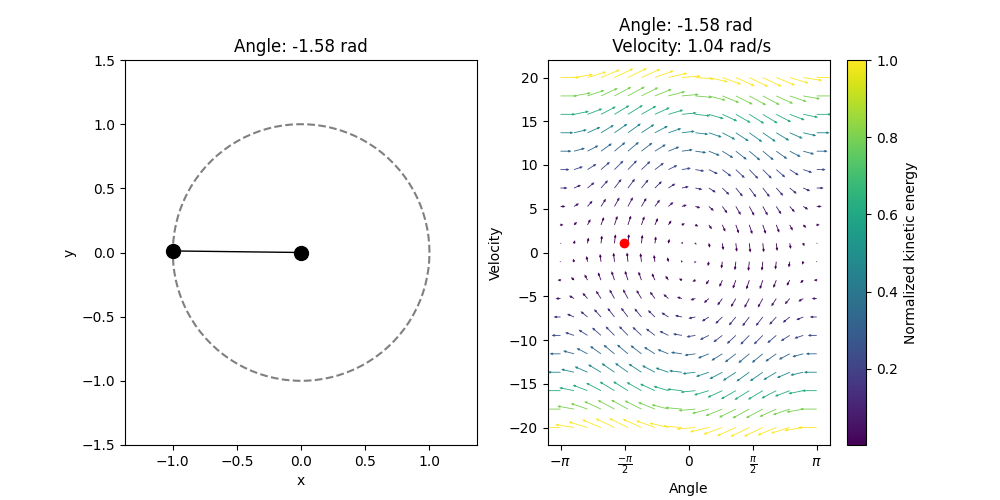 Angle: -1.58 rad
1.5
1.0
0.5
0.0
−0.5
−1.0
−1.5
y
−1.0
−0.5
0.0
0.5
1.0
x
Angle: -1.58 rad
Velocity: 1.04 rad/s
20
15
10
5
0
−5
−10
−15
−20
Velocity
−π
−π/2
0
π/2
π
Angle
1.0
0.8
0.6
0.4
0.2
Normalized kinetic energy